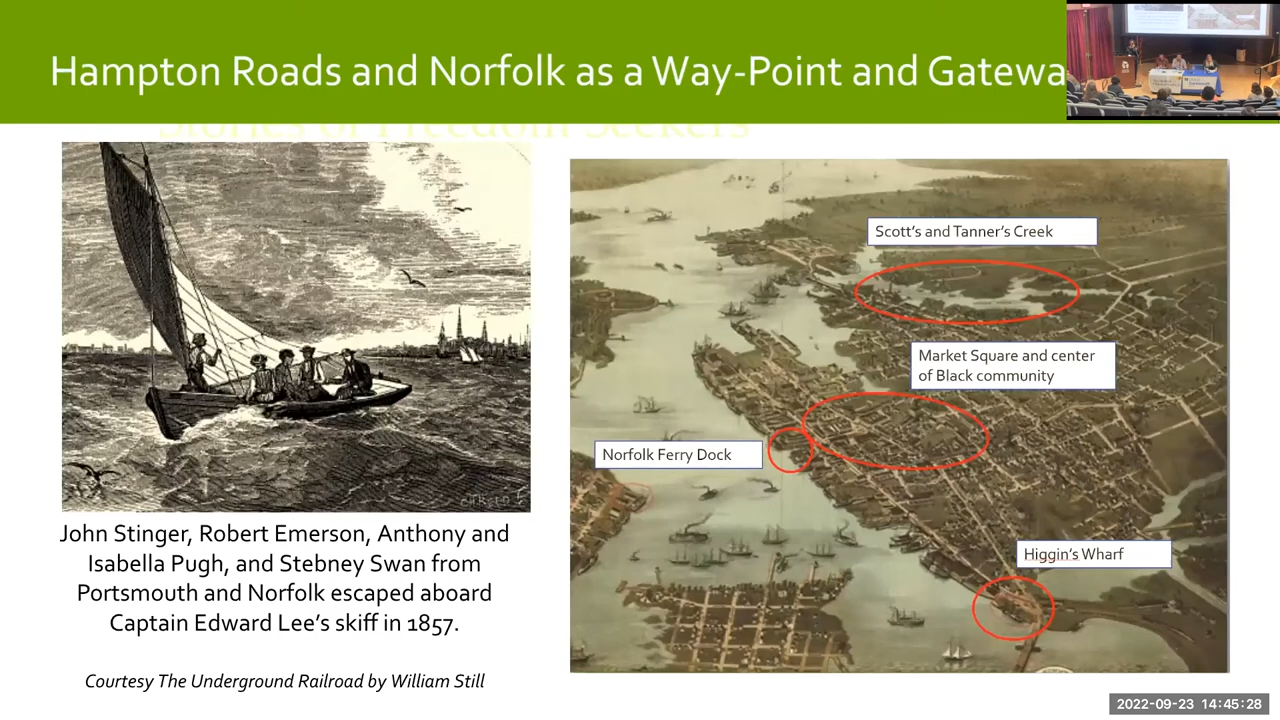 Hampton Roads and Norfolk as a Way-Point and Gatewa
Stories of Freedom Seekers
Scott's and Tanner's Creek
Market Square and center
of Black community
Norfolk Ferry Dock
Higgin's Wharf
John Stinger, Robert Emerson, Anthony and
Isabella Pugh, and Stebney Swan from
Portsmouth and Norfolk escaped aboard
Captain Edward Lee's skiff in 1857.
Courtesy The Underground Railroad by William Still
2022-09-23 14:45:28